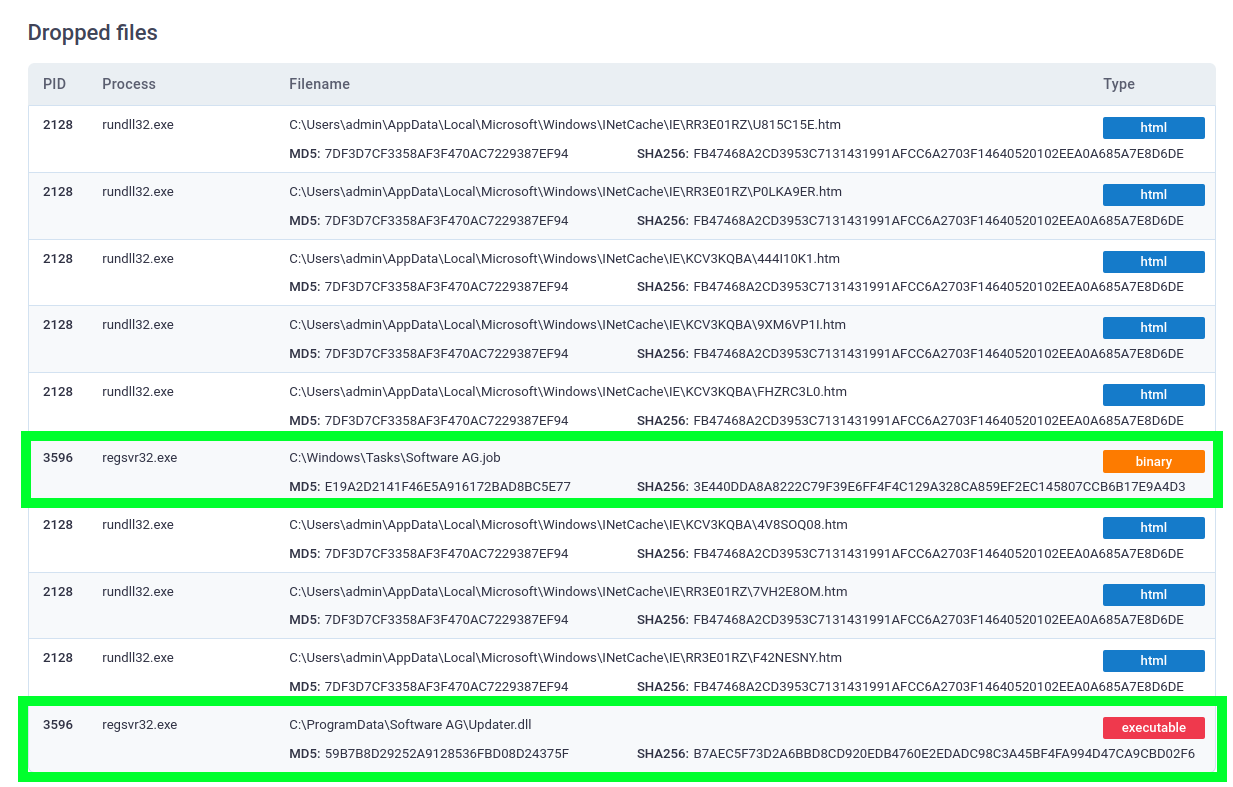 Dropped files
PID Process Filename Type
2128 rundll32.exe C:\Users\admin\AppData\Local\Microsoft\Windows\INetCache\IE\RR3E01RZ\U815C15E.htm html
MD5: 7DF3D7CF3358AF3F470AC7229387EF94 SHA256: FB47468A2CD3953C7131431991AFCC6A2703F14640520102EEA0A685A7E8D6DE
2128 rundll32.exe C:\Users\admin\AppData\Local\Microsoft\Windows\INetCache\IE\RR3E01RZ\P0LKA9ER.htm html
MD5: 7DF3D7CF3358AF3F470AC7229387EF94 SHA256: FB47468A2CD3953C7131431991AFCC6A2703F14640520102EEA0A685A7E8D6DE
2128 rundll32.exe C:\Users\admin\AppData\Local\Microsoft\Windows\INetCache\IE\KCV3KQBA\444I10K1.htm html
MD5: 7DF3D7CF3358AF3F470AC7229387EF94 SHA256: FB47468A2CD3953C7131431991AFCC6A2703F14640520102EEA0A685A7E8D6DE
2128 rundll32.exe C:\Users\admin\AppData\Local\Microsoft\Windows\INetCache\IE\KCV3KQBA\9XM6VP1I.htm html
MD5: 7DF3D7CF3358AF3F470AC7229387EF94 SHA256: FB47468A2CD3953C7131431991AFCC6A2703F14640520102EEA0A685A7E8D6DE
2128 rundll32.exe C:\Users\admin\AppData\Local\Microsoft\Windows\INetCache\IE\KCV3KQBA\FHZRC3L0.htm html
MD5: 7DF3D7CF3358AF3F470AC7229387EF94 SHA256: FB47468A2CD3953C7131431991AFCC6A2703F14640520102EEA0A685A7E8D6DE
3596 regsvr32.exe C:\Windows\Tasks\Software AG.job binary
MD5: E19A2D2141F46E5A916172BAD8BC5E77 SHA256: 3E440DDA8A8222C79F39E6FF4F4C129A328CA859EF2EC145807CCB6B17E9A4D3
2128 rundll32.exe C:\Users\admin\AppData\Local\Microsoft\Windows\INetCache\IE\KCV3KQBA\4V8SOQ08.htm html
MD5: 7DF3D7CF3358AF3F470AC7229387EF94 SHA256: FB47468A2CD3953C7131431991AFCC6A2703F14640520102EEA0A685A7E8D6DE
2128 rundll32.exe C:\Users\admin\AppData\Local\Microsoft\Windows\INetCache\IE\RR3E01RZ\7VH2E8OM.htm html
MD5: 7DF3D7CF3358AF3F470AC7229387EF94 SHA256: FB47468A2CD3953C7131431991AFCC6A2703F14640520102EEA0A685A7E8D6DE
2128 rundll32.exe C:\Users\admin\AppData\Local\Microsoft\Windows\INetCache\IE\RR3E01RZ\F42NESNY.htm html
MD5: 7DF3D7CF3358AF3F470AC7229387EF94 SHA256: FB47468A2CD3953C7131431991AFCC6A2703F14640520102EEA0A685A7E8D6DE
3596 regsvr32.exe C:\ProgramData\Software AG\Updater.dll executable
MD5: 59B7B8D29252A9128536FBD08D24375F SHA256: B7AEC5F73D2A6BBD8CD920EDB4760E2EDADC98C3A45BF4FA994D47CA9CBD02F6